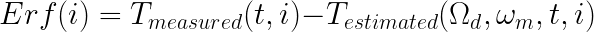 Erf(i) = T_{measured}(t, i) − T_{estimated}(Ω_d, ω_m, t, i)